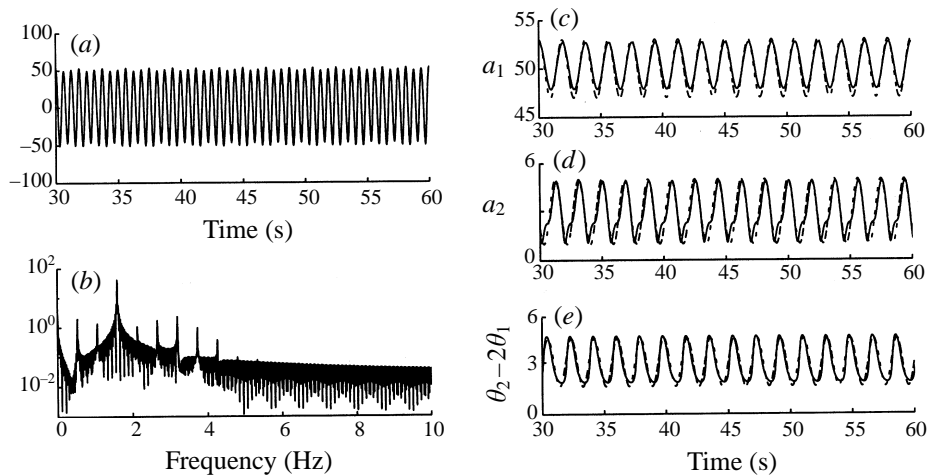 (a)
100
50
0
−50
−100
30 35 40 45 50 55 60
Time (s)
(b)
10²
10⁰
10⁻²
0 2 4 6 8 10
Frequency (Hz)
(c)
55
a₁ 50
45
30 35 40 45 50 55 60
(d)
6
a₂
0
30 35 40 45 50 55 60
(e)
6
θ₂−2θ₁ 3
0
30 35 40 45 50 55 60
Time (s)